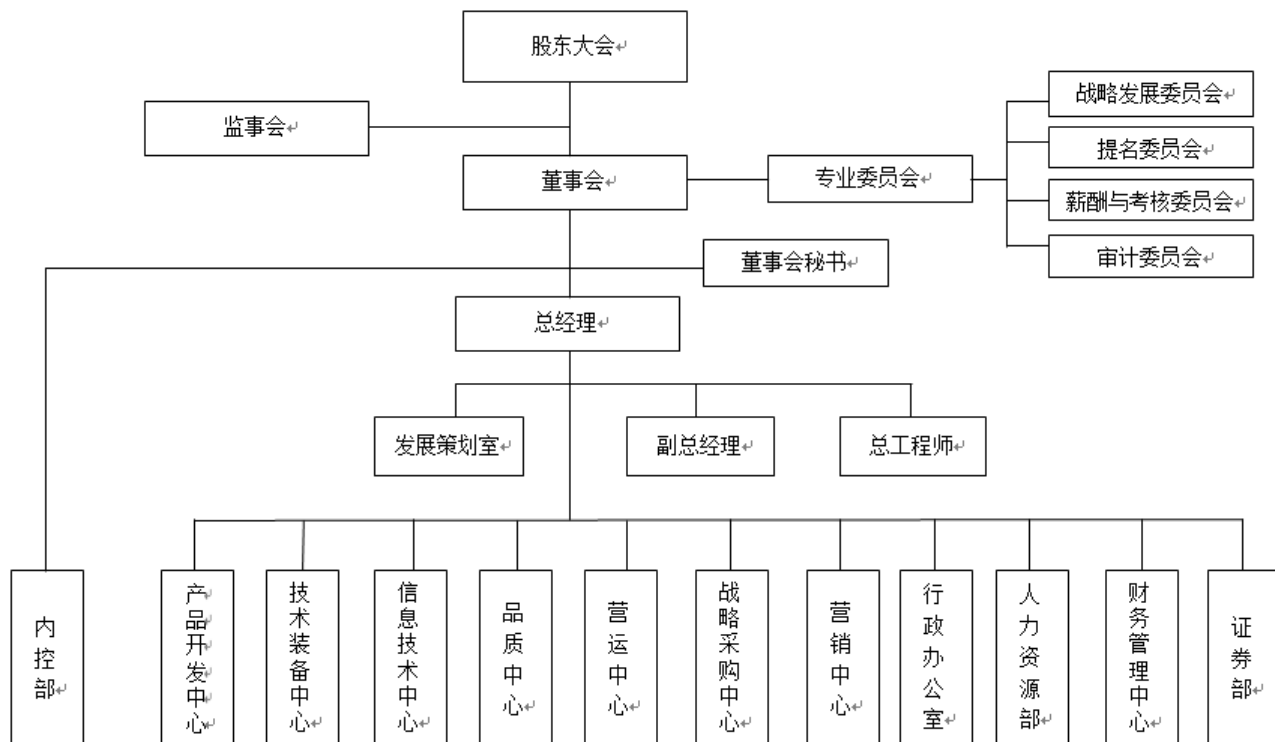 股东大会
监事会
董事会
专业委员会
战略发展委员会
提名委员会
薪酬与考核委员会
审计委员会
董事会秘书
总经理
发展策划室
副总经理
总工程师
内控部
产品开发中心
技术装备中心
信息技术中心
品质中心
营运中心
战略采购中心
营销中心
行政办公室
人力资源部
财务管理中心
证券部